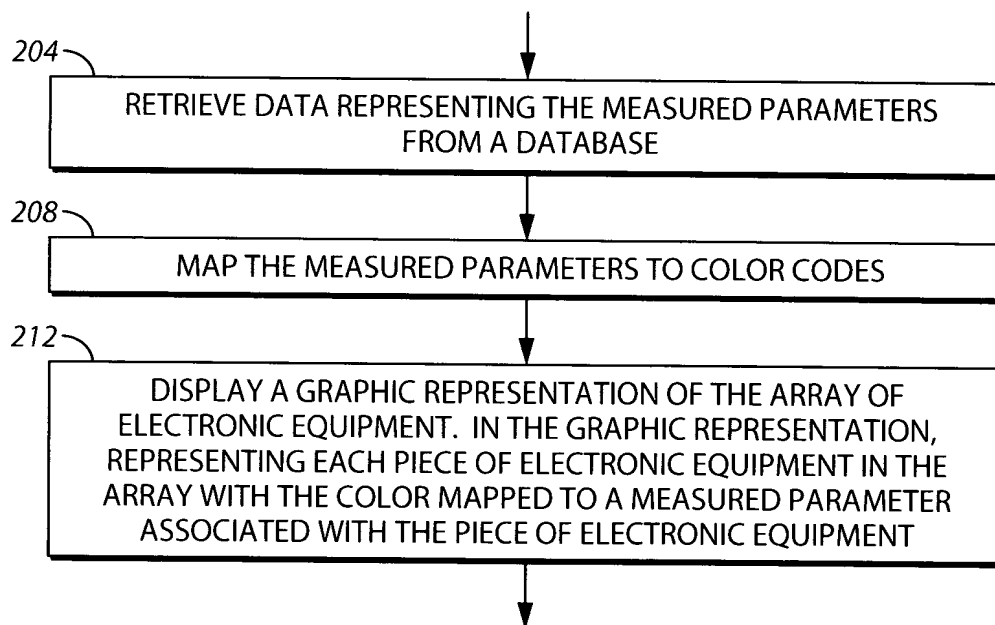 204
RETRIEVE DATA REPRESENTING THE MEASURED PARAMETERS
FROM A DATABASE
208
MAP THE MEASURED PARAMETERS TO COLOR CODES
212
DISPLAY A GRAPHIC REPRESENTATION OF THE ARRAY OF
ELECTRONIC EQUIPMENT. IN THE GRAPHIC REPRESENTATION,
REPRESENTING EACH PIECE OF ELECTRONIC EQUIPMENT IN THE
ARRAY WITH THE COLOR MAPPED TO A MEASURED PARAMETER
ASSOCIATED WITH THE PIECE OF ELECTRONIC EQUIPMENT